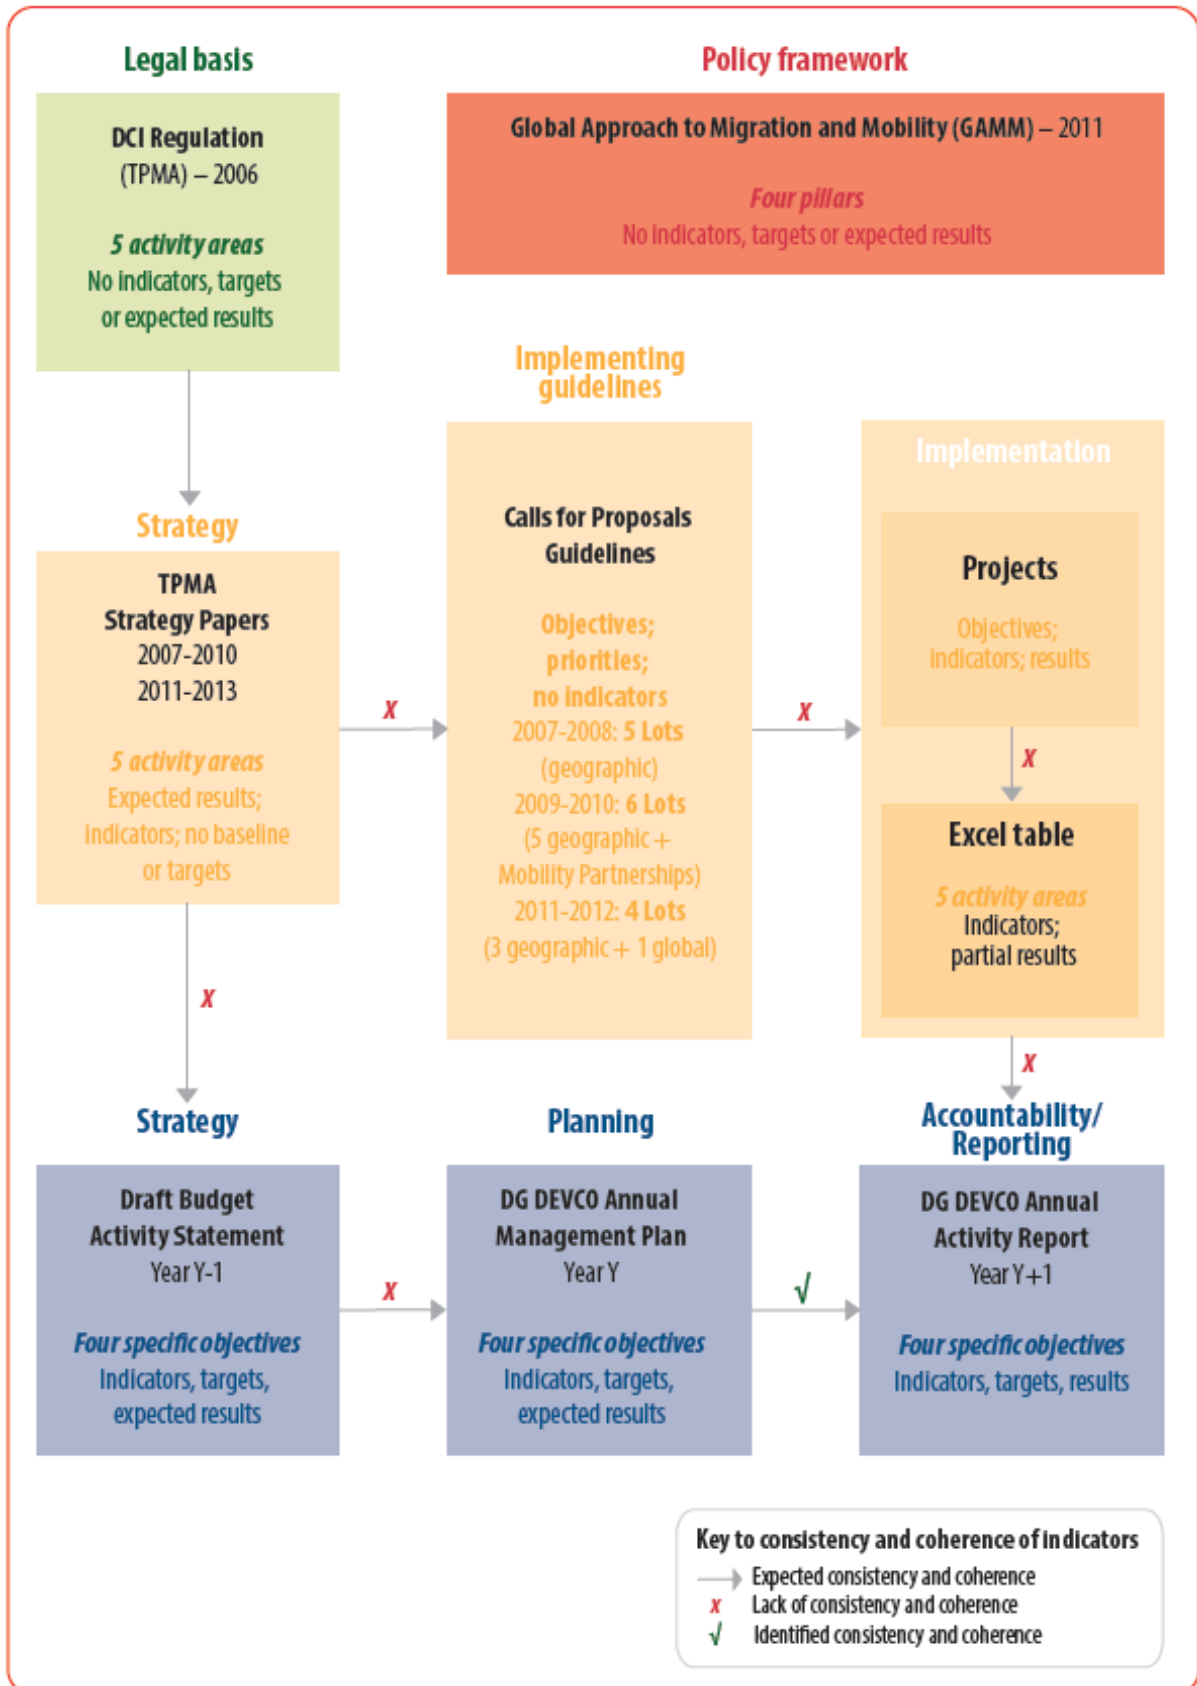 Legal basis
DCI Regulation
(TPMA) – 2006
5 activity areas
No indicators, targets
or expected results
Policy framework
Global Approach to Migration and Mobility (GAMM) – 2011
Four pillars
No indicators, targets or expected results
Strategy
TPMA
Strategy Papers
2007-2010
2011-2013
5 activity areas
Expected results;
indicators; no baseline
or targets
x
x
Implementing
guidelines
Calls for Proposals
Guidelines
Objectives;
priorities;
no indicators
2007-2008: 5 Lots
(geographic)
2009-2010: 6 Lots
(5 geographic +
Mobility Partnerships)
2011-2012: 4 Lots
(3 geographic + 1 global)
x
Implementation
Projects
Objectives;
indicators; results
x
Excel table
5 activity areas
Indicators;
partial results
x
Strategy
Draft Budget
Activity Statement
Year Y-1
Four specific objectives
Indicators, targets,
expected results
x
Planning
DG DEVCO Annual
Management Plan
Year Y
Four specific objectives
Indicators, targets,
expected results
√
Accountability/
Reporting
DG DEVCO Annual
Activity Report
Year Y+1
Four specific objectives
Indicators, targets, results
Key to consistency and coherence of indicators
Expected consistency and coherence
x Lack of consistency and coherence
√ Identified consistency and coherence